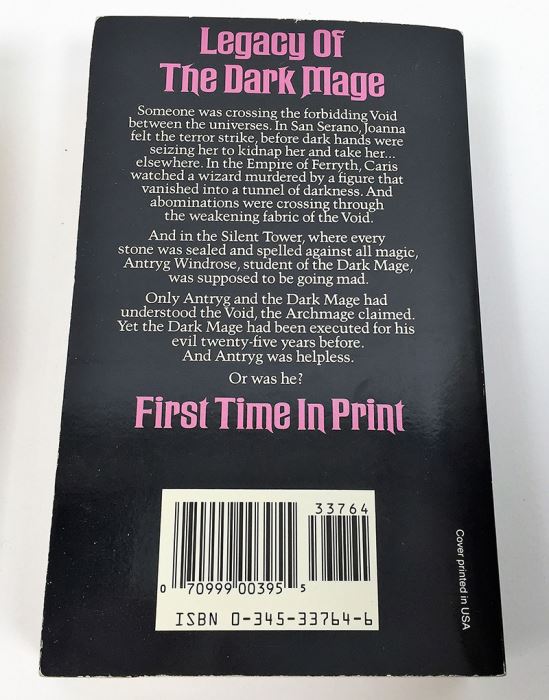 Legacy Of
The Dark Mage
Someone was crossing the forbidding Void
between the universes. In San Serano, Joanna
felt the terror strike, before dark hands were
seizing her to kidnap her and take her...
elsewhere. In the Empire of Ferryth, Caris
watched a wizard murdered by a figure that
vanished into a tunnel of darkness. And
abominations were crossing through
the weakening fabric of the Void.
And in the Silent Tower, where every
stone was sealed and spelled against all magic,
Antryg Windrose, student of the Dark Mage,
was supposed to be going mad.
Only Antryg and the Dark Mage had
understood the Void, the Archmage claimed.
Yet the Dark Mage had been executed for his
evil twenty-five years before.
And Antryg was helpless.
Or was he?
First Time In Print
33764
0 70999 00395 5
ISBN 0-345-33764-6
Cover printed in USA